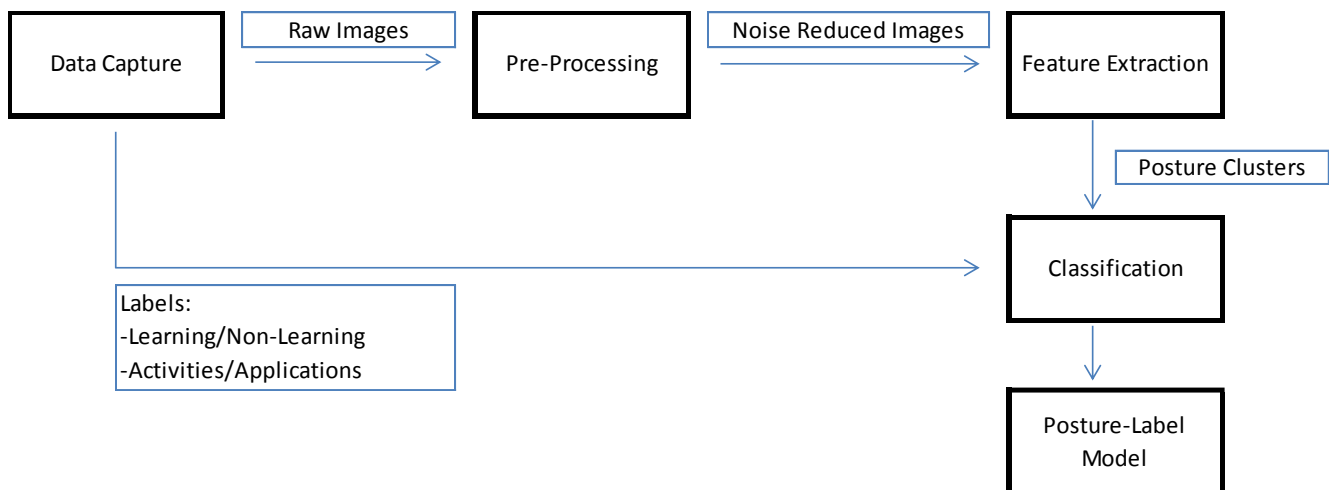 Data Capture
Raw Images
Pre-Processing
Noise Reduced Images
Feature Extraction
Posture Clusters
Classification
Labels:
-Learning/Non-Learning
-Activities/Applications
Posture-Label
Model